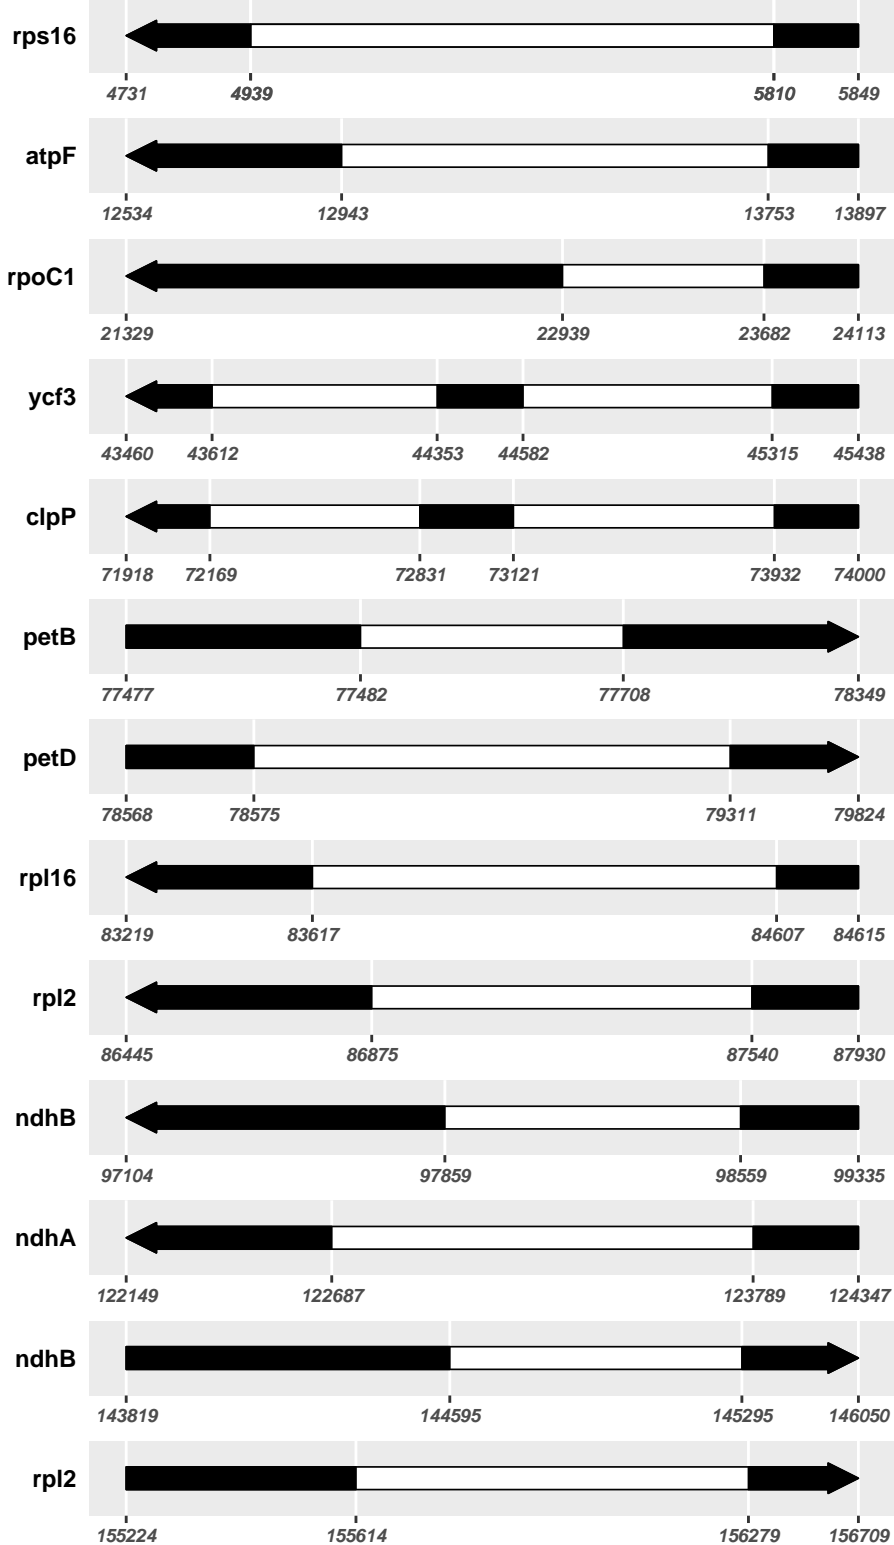 rps16
4731 4939 5810 5849
atpF
12534 12943 13753 13897
rpoC1
21329 22939 23682 24113
ycf3
43460 43612 44353 44582 45315 45438
clpP
71918 72169 72831 73121 73932 74000
petB
77477 77482 77708 78349
petD
78568 78575 79311 79824
rpl16
83219 83617 84607 84615
rpl2
86445 86875 87540 87930
ndhB
97104 97859 98559 99335
ndhA
122149 122687 123789 124347
ndhB
143819 144595 145295 146050
rpl2
155224 155614 156279 156709